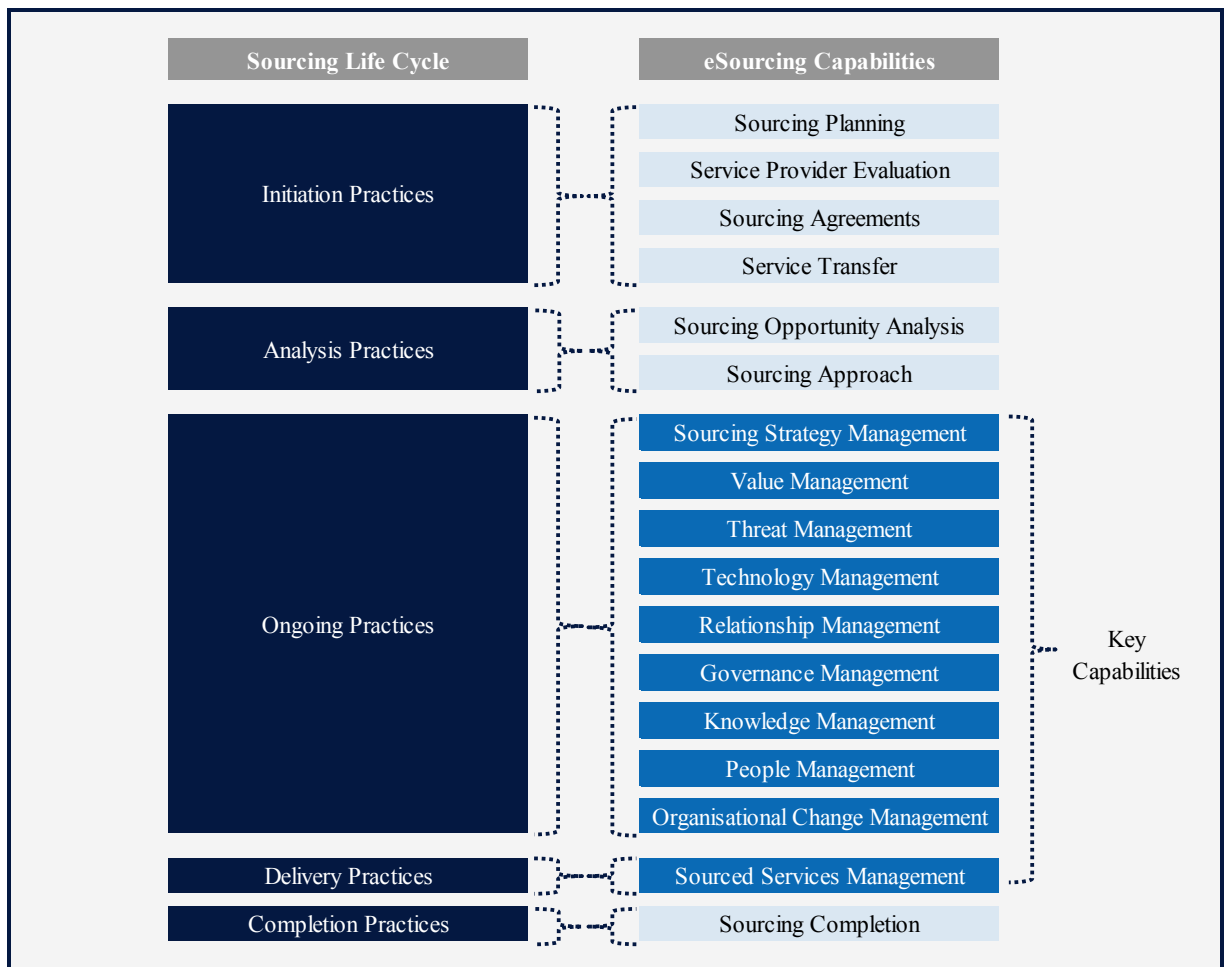 Sourcing Life Cycle
eSourcing Capabilities
Initiation Practices
Sourcing Planning
Service Provider Evaluation
Sourcing Agreements
Service Transfer
Analysis Practices
Sourcing Opportunity Analysis
Sourcing Approach
Ongoing Practices
Sourcing Strategy Management
Value Management
Threat Management
Technology Management
Relationship Management
Governance Management
Knowledge Management
People Management
Organisational Change Management
Key
Capabilities
Delivery Practices
Sourced Services Management
Completion Practices
Sourcing Completion